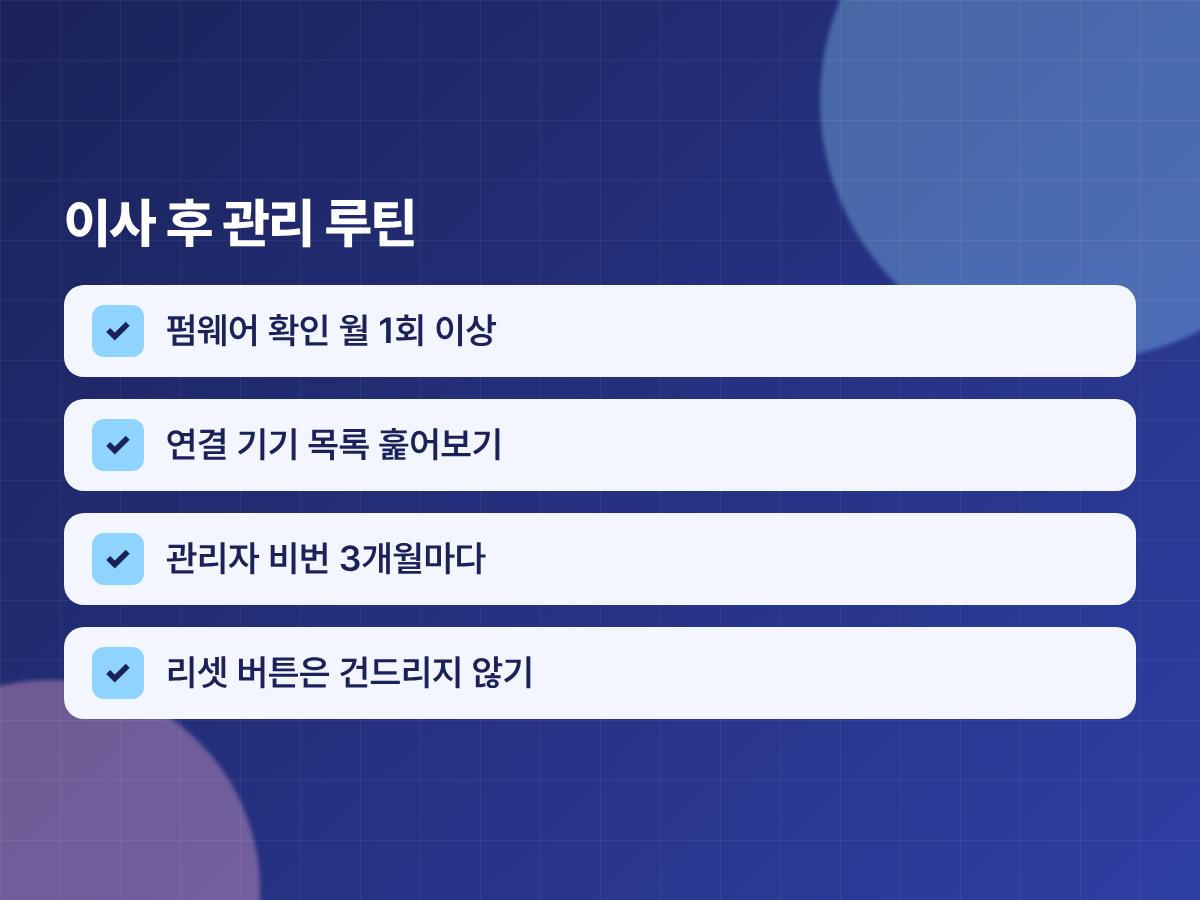 이사 후 관리 루틴
펌웨어 확인 월 1회 이상
연결 기기 목록 훑어보기
관리자 비번 3개월마다
리셋 버튼은 건드리지 않기